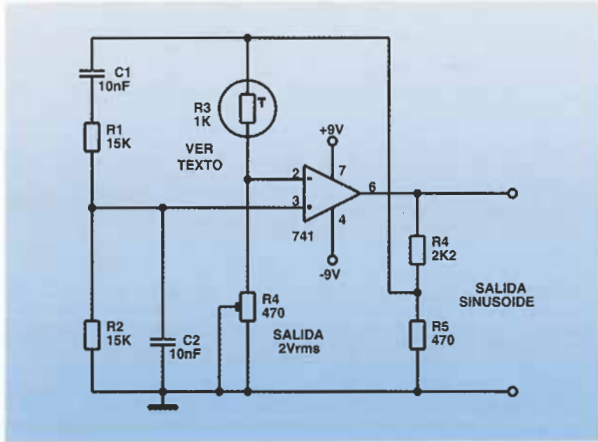 C1
10nF
R1
15K
R2
15K
C2
10nF
R3
1K
T
VER
TEXTO
+9V
7
2
-
3
+
6
741
4
-9V
R4
470
SALIDA
2Vrms
R4
2K2
R5
470
SALIDA
SINUSOIDE